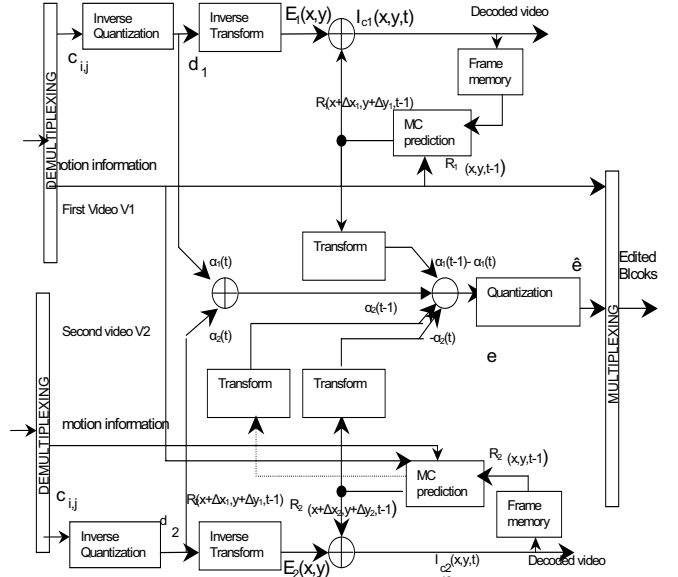 Inverse
Quantization
Inverse
Transform
E1(x,y)
Ic1(x,y,t)
Decoded video
c i,j
d 1
Frame
memory
R(x+Δx1,y+Δy1,t-1)
MC
prediction
R1 (x,y,t-1)
DEMULTIPLEXING
motion information
First Video V1
Transform
α1(t)
α1(t-1)- α1(t)
Edited
Blcoks
Quantization
ê
α2(t-1)
α2(t)
-α2(t)
Second video V2
e
Transform
Transform
MULTIPLEXING
DEMULTIPLEXING
motion information
R2 (x,y,t-1)
MC
prediction
c i,j
R(x+Δx1,y+Δy1,t-1)
R2 (x+Δx2,y+Δy2,t-1)
Frame
memory
Inverse
Quantization
d 2
Inverse
Transform
E2(x,y)
Ic2(x,y,t)
Decoded video